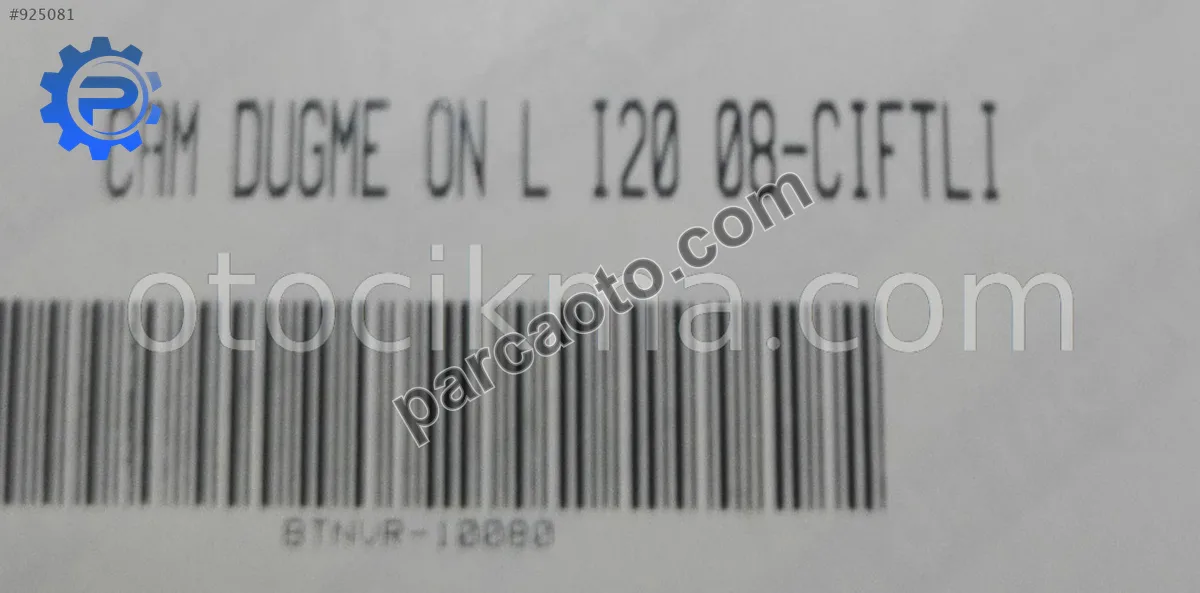 #925081
CAM DUGME ON L I20 08-CIFTLI
otocikma.com
parcaoto.com
BTNVR-10080